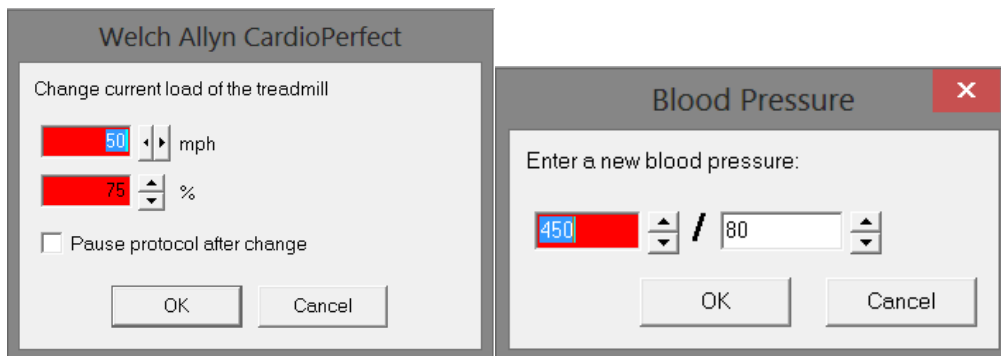 Welch Allyn CardioPerfect
Change current load of the treadmill
50 mph
75 %
Pause protocol after change
OK Cancel
Blood Pressure
Enter a new blood pressure:
450 / 80
OK Cancel